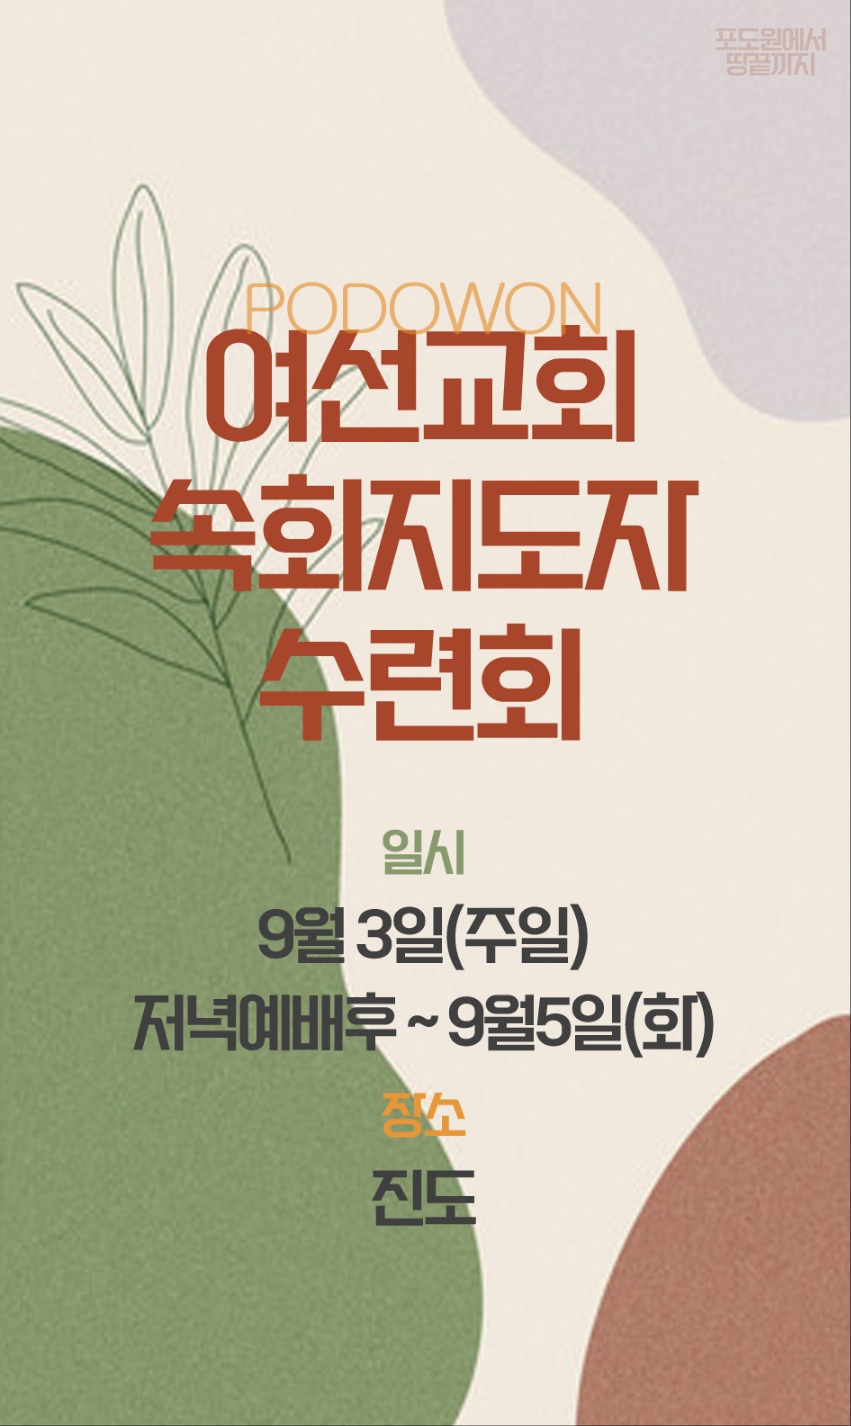 포도원에서
땅끝까지
PODOWON
여선교회
속회지도자
수련회
일시
9월 3일(주일)
저녁예배후 ~ 9월5일(화)
장소
진도